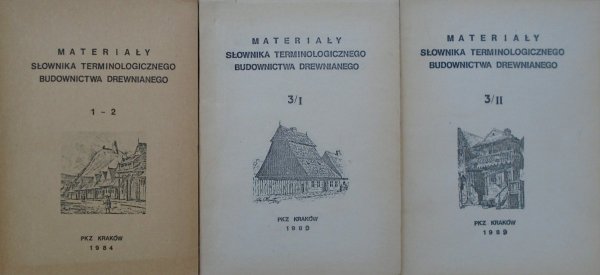 MATERIAŁY
SŁOWNIKA TERMINOLOGICZNEGO
BUDOWNICTWA DREWNIANEGO
1 - 2
PKZ KRAKÓW
1984
MATERIAŁY
SŁOWNIKA TERMINOLOGICZNEGO
BUDOWNICTWA DREWNIANEGO
3/I
PKZ KRAKÓW
MATERIAŁY
SŁOWNIKA TERMINOLOGICZNEGO
BUDOWNICTWA DREWNIANEGO
3/II
PKZ KRAKÓW
1989